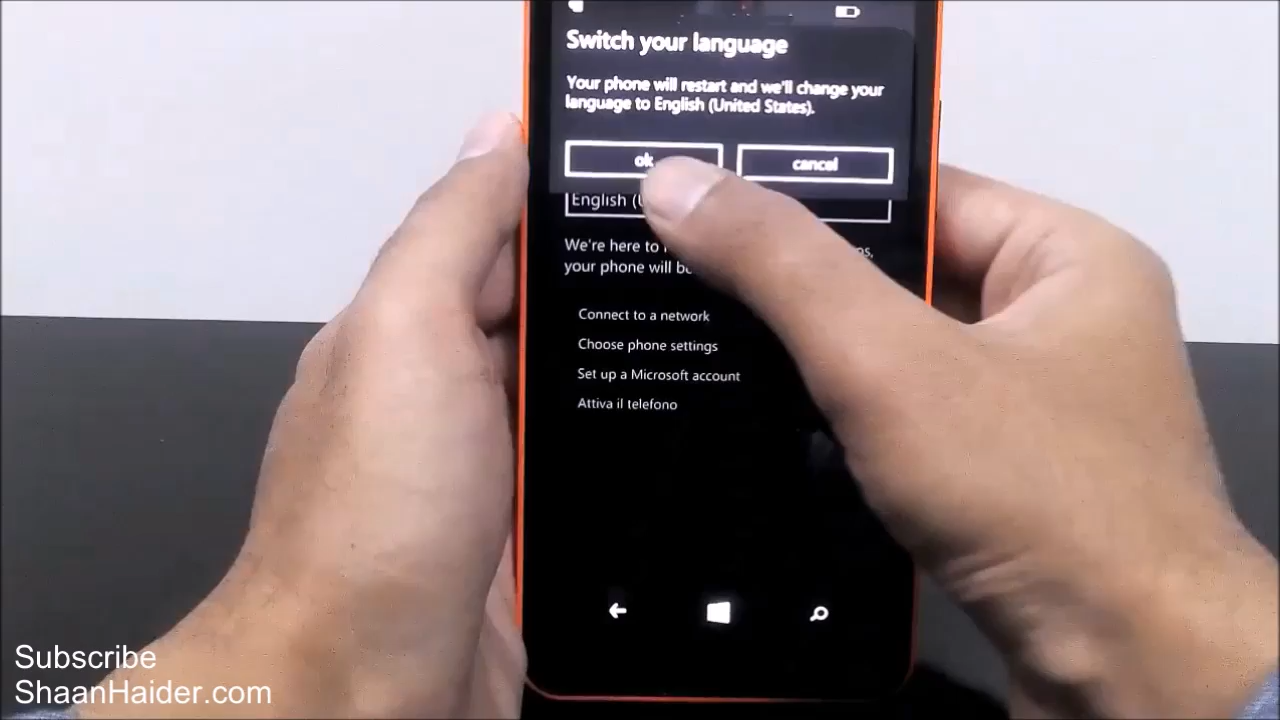 Switch your language
Your phone will restart and we'll change your
language to English (United States).
ok
cancel
English (
We're here to
your phone will be
Connect to a network
Choose phone settings
Set up a Microsoft account
Attiva il telefono
Subscribe
ShaanHaider.com